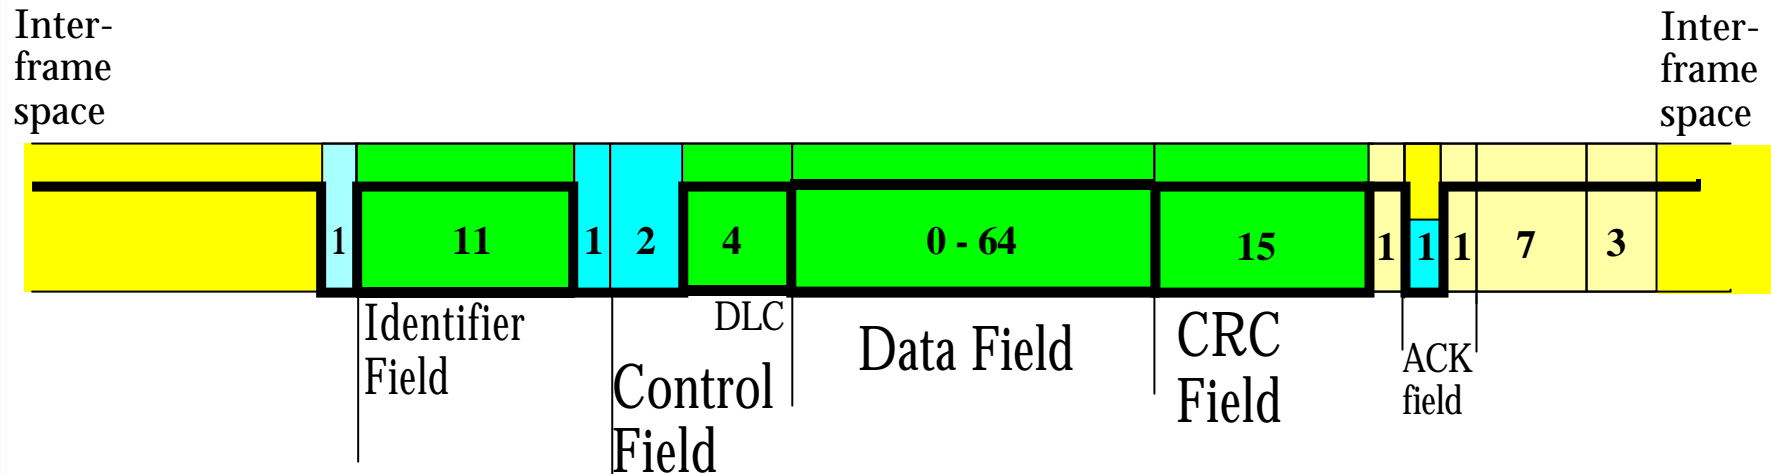 Inter-
frame
space
Inter-
frame
space
1 11 1 2 4 0 - 64 15 1 1 1 7 3
Identifier
Field
DLC
Control
Field
Data Field
CRC
Field
ACK
field